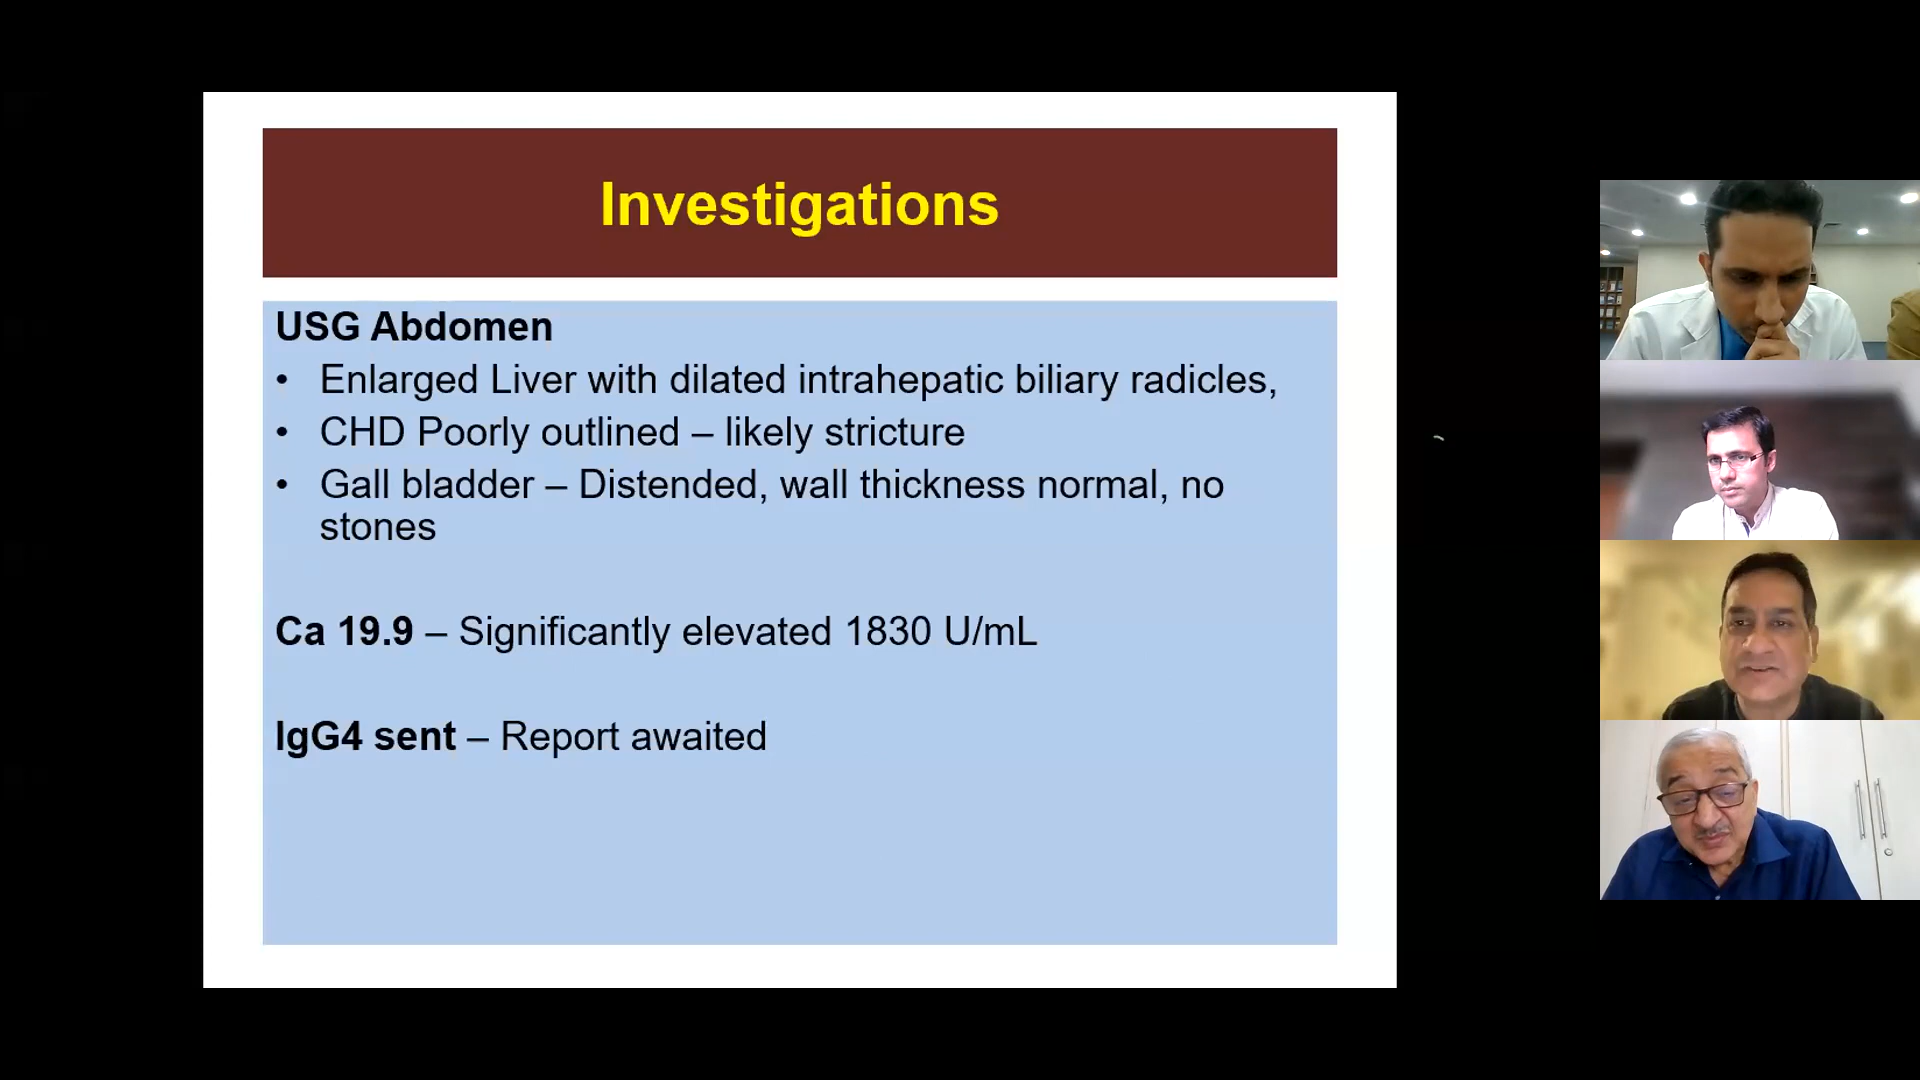 Investigations
USG Abdomen
• Enlarged Liver with dilated intrahepatic biliary radicles,
• CHD Poorly outlined – likely stricture
• Gall bladder – Distended, wall thickness normal, no
stones
Ca 19.9 – Significantly elevated 1830 U/mL
IgG4 sent – Report awaited